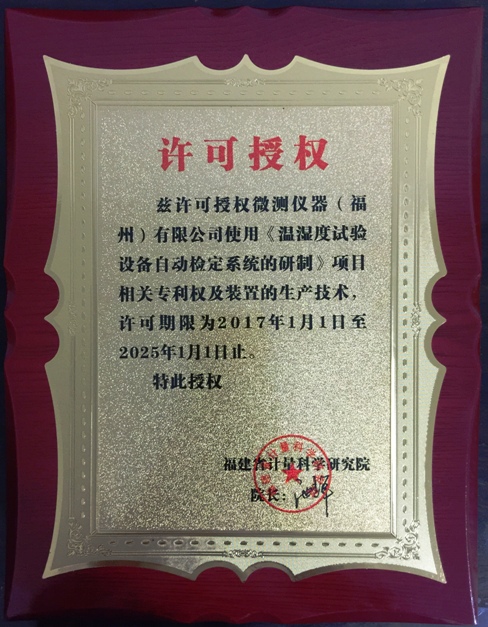 许可授权
兹许可授权微测仪器（福
州）有限公司使用《温湿度试验
设备自动检定系统的研制》项目
相关专利权及装置的生产技术，
许可期限为2017年1月1日至
2025年1月1日止。
特此授权
福建省计量科学研究院
院长：